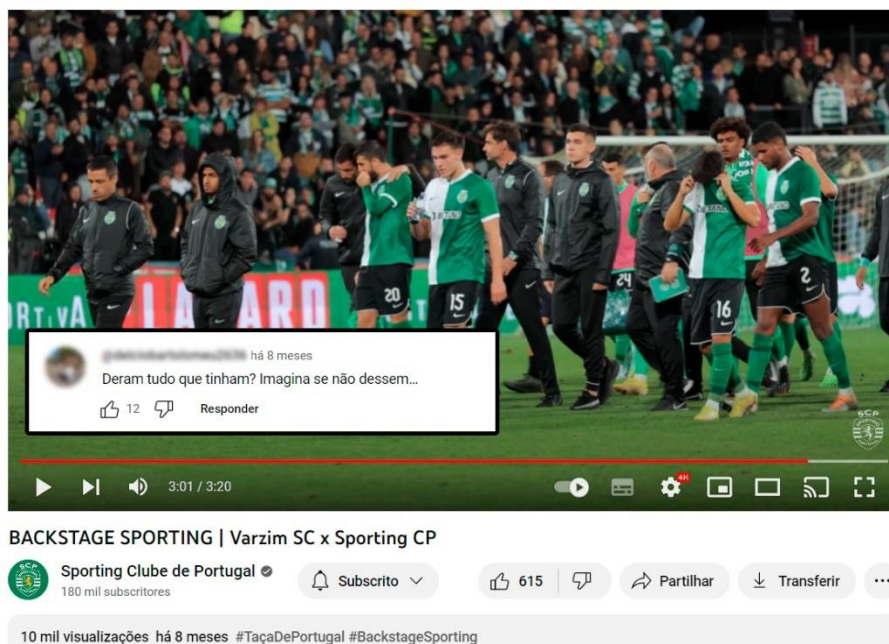 20
15
24
16
2
SCP
há 8 meses
Deram tudo que tinham? Imagina se não dessem...
12
Responder
3:01 / 3:20
BACKSTAGE SPORTING | Varzim SC x Sporting CP
SCP
Sporting Clube de Portugal
180 mil subscritores
Subscrito
615
Partilhar
Transferir
10 mil visualizações há 8 meses #TaçaDePortugal #BackstageSporting